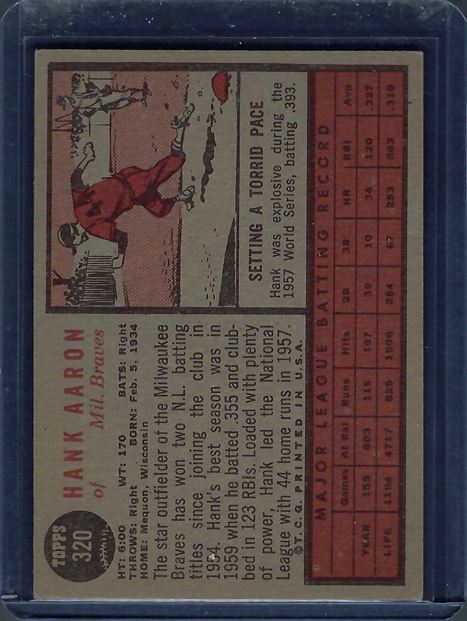 TOPPS
320
HANK AARON
of Mil. Braves
HT: 6:00 WT: 170 BATS: Right
THROWS: Right BORN: Feb. 5, 1934
HOME: Mequon, Wisconsin
The star outfielder of the Milwaukee
Braves has won two N.L. batting
titles since joining the club in
1954. Hank's best season was in
1959 when he batted .355 and club-
bed in 123 RBIs. Loaded with plenty
of power, Hank led the National
League with 44 home runs in 1957.
©T.C.G. PRINTED IN U.S.A.
44
SETTING A TORRID PACE
Hank was explosive during the
1957 World Series, batting .393.
MAJOR LEAGUE BATTING RECORD
Games At Bat Runs Hits 2B 3B HR RBI Avg.
YEAR 155 603 115 197 39 10 34 120 .327
LIFE 1194 4717 829 1505 264 67 253 863 .319